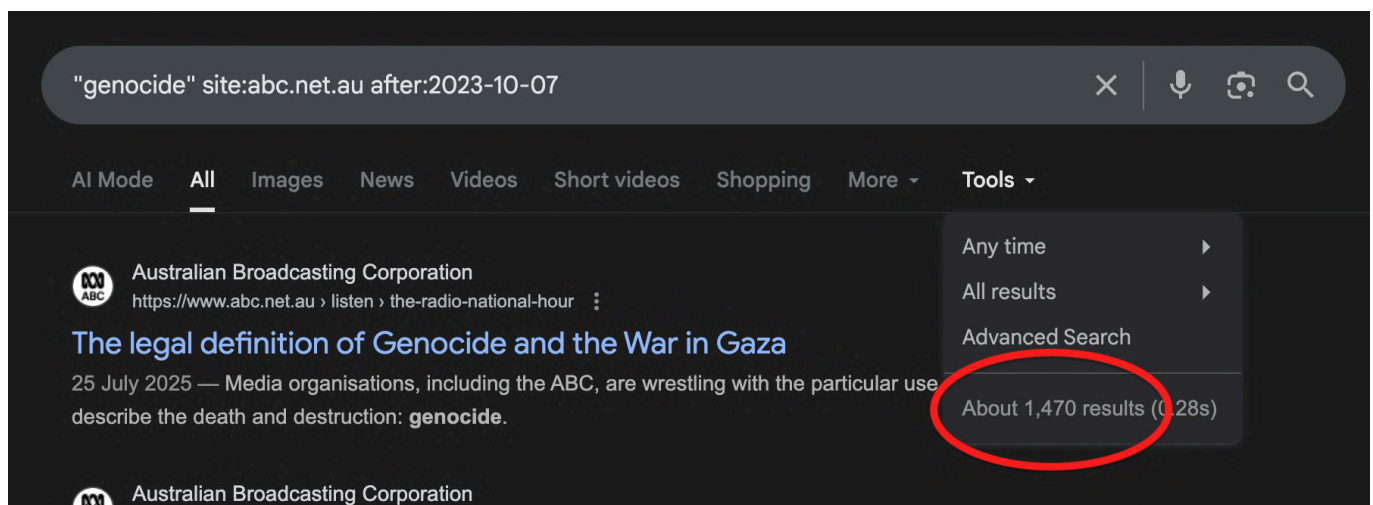 "genocide" site:abc.net.au after:2023-10-07
AI Mode All Images News Videos Short videos Shopping More Tools
Any time
All results
Advanced Search
About 1,470 results (0.28s)
ABC
Australian Broadcasting Corporation
https://www.abc.net.au › listen › the-radio-national-hour
The legal definition of Genocide and the War in Gaza
25 July 2025 — Media organisations, including the ABC, are wrestling with the particular use
describe the death and destruction: genocide.
Australian Broadcasting Corporation